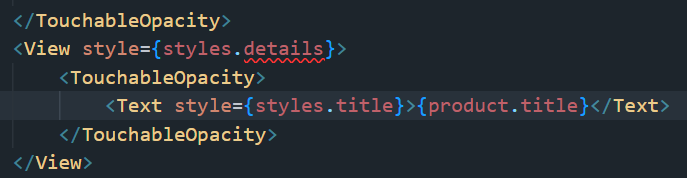 </TouchableOpacity>
<View style={styles.details}>
<TouchableOpacity>
<Text style={styles.title}>{product.title}</Text>
</TouchableOpacity>
</View>